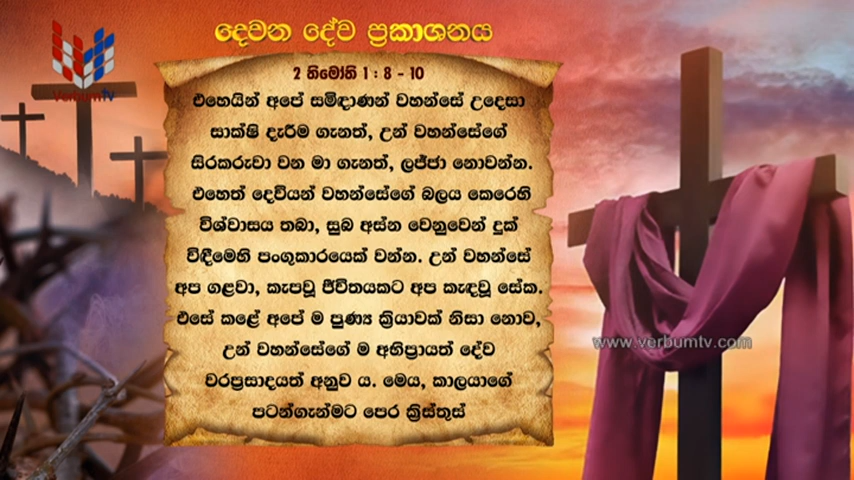 දෙවන දේව ප්‍රකාශනය
Verbumtv
2 තිමෝති 1 : 8 - 10
එහෙයින් අපේ සමිඳාණන් වහන්සේ උදෙසා
සාක්ෂි දැරීම ගැනත්, උන් වහන්සේගේ
සිරකරුවා වන මා ගැනත්, ලජ්ජා නොවන්න.
එහෙත් දෙවියන් වහන්සේගේ බලය කෙරෙහි
විශ්වාසය තබා, සුබ අස්න වෙනුවෙන් දුක්
විඳීමෙහි පංගුකාරයෙක් වන්න. උන් වහන්සේ
අප ගළවා, කැපවූ ජීවිතයකට අප කැඳවූ සේක.
එසේ කළේ අපේ ම පුණ්‍ය ක්‍රියාවක් නිසා නොව,
උන් වහන්සේගේ ම අභිප්‍රායත් දේව
වරප්‍රසාදයත් අනුව ය. මෙය, කාලයාගේ
පටන්ගැන්මට පෙර ක්‍රිස්තුස්
www.verbumtv.com